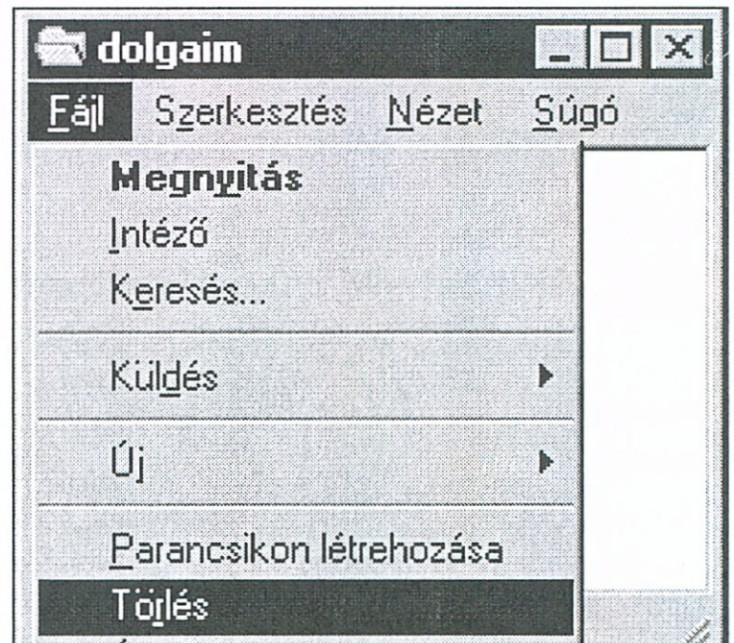 dolgaim
Fájl Szerkesztés Nézet Súgó
Megnyitás
Intéző
Keresés...
Küldés
Új
Parancsikon létrehozása
Törlés